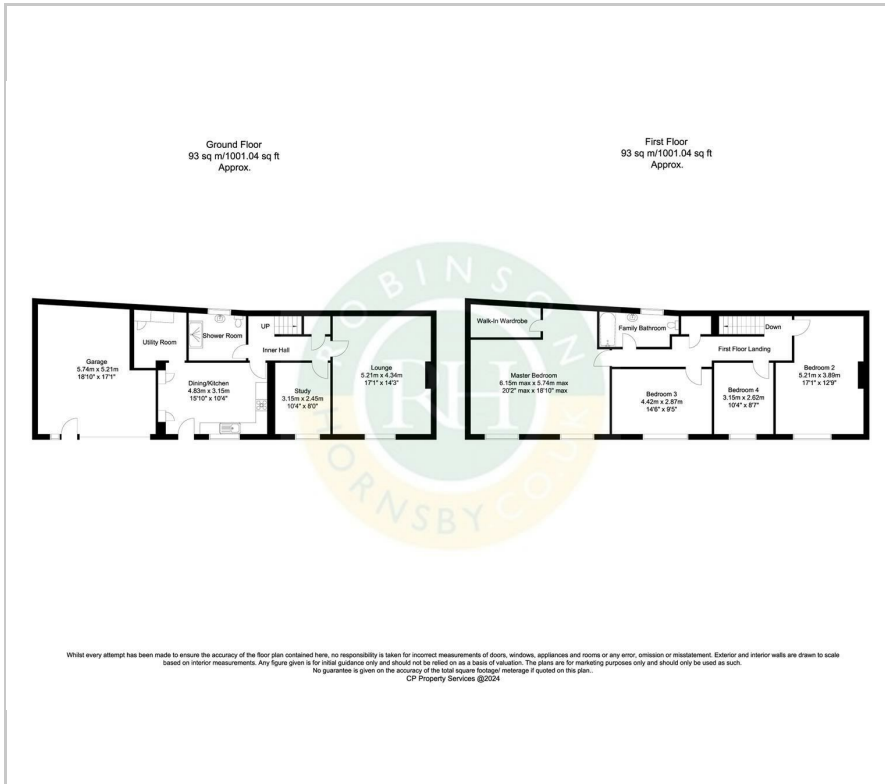 Ground Floor
93 sq m/1001.04 sq ft
Approx.
First Floor
93 sq m/1001.04 sq ft
Approx.
Garage
5.74m x 5.21m
18'10" x 17'1"
Utility Room
Shower Room
UP
Inner Hall
Dining/Kitchen
4.83m x 3.15m
15'10" x 10'4"
Study
3.15m x 2.45m
10'4" x 8'0"
Lounge
5.21m x 4.34m
17'1" x 14'3"
Walk-In Wardrobe
Master Bedroom
6.15m max x 5.74m max
20'2" max x 18'10" max
Family Bathroom
Down
First Floor Landing
Bedroom 3
4.42m x 2.87m
14'6" x 9'5"
Bedroom 4
3.15m x 2.62m
10'4" x 8'7"
Bedroom 2
5.21m x 3.89m
17'1" x 12'9"
ROBINSON
RH
HORNSBY COUNTY
Whilst every attempt has been made to ensure the accuracy of the floor plan contained here, no responsibility is taken for incorrect measurements of doors, windows, appliances and rooms or any error, omission or misstatement. Exterior and interior walls are drawn to scale
based on interior measurements. Any figure given is for initial guidance only and should not be relied on as a basis of valuation. The plans are for marketing purposes only and should only be used as such.
No guarantee is given on the accuracy of the total square footage/ meterage if quoted on this plan..
CP Property Services @2024